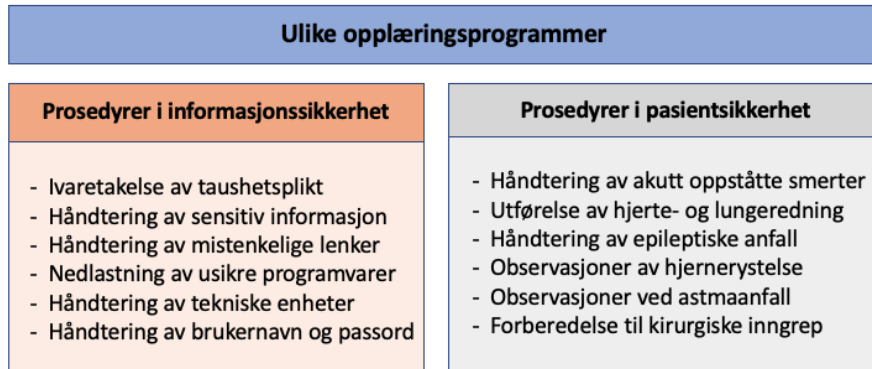 Ulike opplæringsprogrammer
Prosedyrer i informasjonssikkerhet
- Ivaretakelse av taushetsplikt
- Håndtering av sensitiv informasjon
- Håndtering av mistenkelige lenker
- Nedlastning av usikre programvarer
- Håndtering av tekniske enheter
- Håndtering av brukernavn og passord
Prosedyrer i pasientsikkerhet
- Håndtering av akutt oppståtte smerter
- Utførelse av hjerte- og lungeredning
- Håndtering av epileptiske anfall
- Observasjoner av hjernerystelse
- Observasjoner ved astmaanfall
- Forberedelse til kirurgiske inngrep